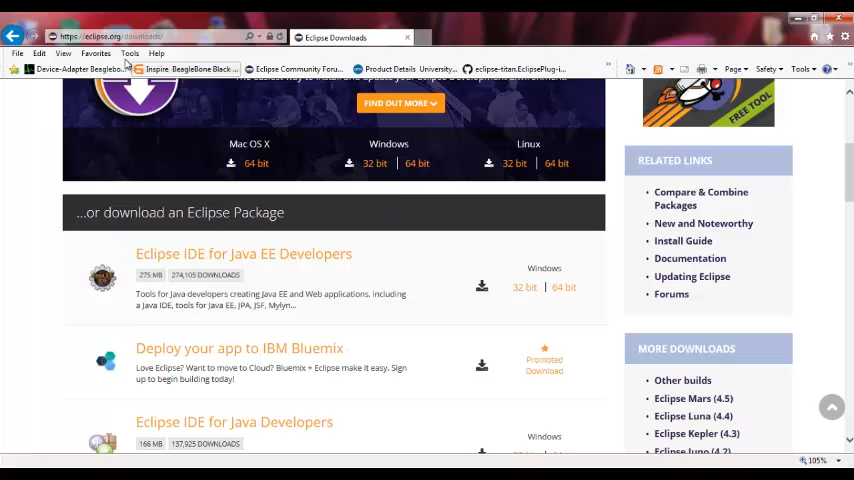 https://eclipse.org/downloads/
Eclipse Downloads
File Edit View Favorites Tools Help
Device-Adapter Beaglebo...
Inspire BeagleBone Black ...
Eclipse Community Forum...
Product Details University...
eclipse-titan.EclipsePlug-i...
Page
Safety
Tools
FIND OUT MORE
Mac OS X
64 bit
Windows
32 bit | 64 bit
Linux
32 bit | 64 bit
...or download an Eclipse Package
Eclipse IDE for Java EE Developers
275 MB 274,105 DOWNLOADS
Tools for Java developers creating Java EE and Web applications, including
a Java IDE, tools for Java EE, JPA, JSF, Mylyn...
Windows
32 bit 64 bit
Deploy your app to IBM Bluemix
Love Eclipse? Want to move to Cloud? Bluemix + Eclipse make it easy. Sign
up to begin building today!
Promoted
Download
Eclipse IDE for Java Developers
166 MB 137,925 DOWNLOADS
Windows
FREE TOOL
RELATED LINKS
Compare & Combine
Packages
New and Noteworthy
Install Guide
Documentation
Updating Eclipse
Forums
MORE DOWNLOADS
Other builds
Eclipse Mars (4.5)
Eclipse Luna (4.4)
Eclipse Kepler (4.3)
Eclipse Juno (4.2)
105%